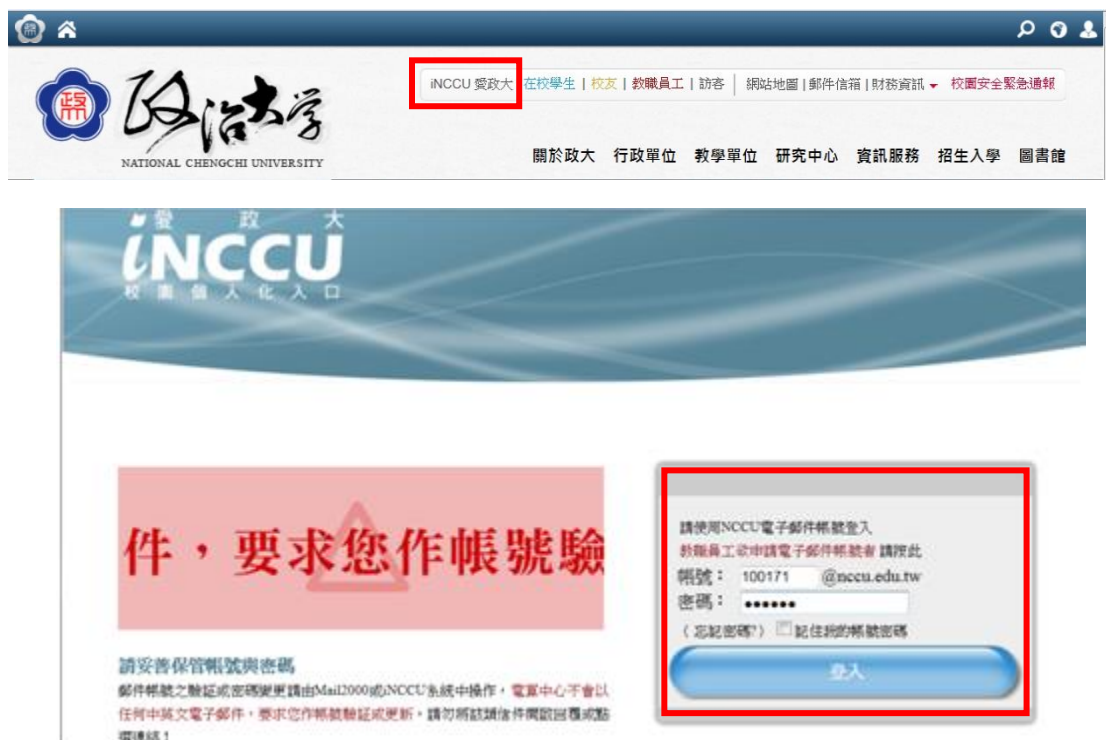 iNCCU 愛政大 在校學生 | 校友 | 教職員工 | 訪客 | 網站地圖 | 郵件信箱 | 財務資訊 校園安全緊急通報
政治大学
NATIONAL CHENGCHI UNIVERSITY
關於政大 行政單位 教學單位 研究中心 資訊服務 招生入學 圖書館
愛政大
iNCCU
校園個人化入口
件，要求您作帳號驗
請使用NCCU電子郵件帳號登入
教職員工欲申請電子郵件帳號者 請按此
帳號： 100171 @nccu.edu.tw
密碼： ••••••
( 忘記密碼? ) 記住我的帳號密碼
登入
請妥善保管帳號與密碼
郵件帳號之驗証或密碼變更請由Mail2000或iNCCU系統中操作，電算中心不會以
任何中英文電子郵件，要求您作帳號驗証或更新，請勿將該類信件開啟回覆或點
選連結！